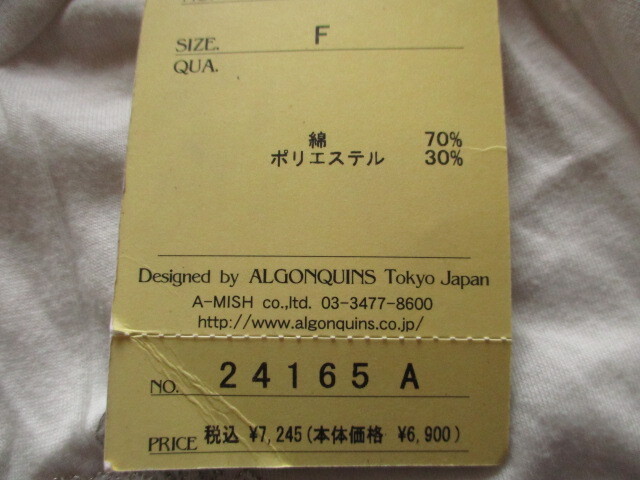 SIZE. F
QUA.
綿 70%
ポリエステル 30%
Designed by ALGONQUINS Tokyo Japan
A-MISH co.,ltd. 03-3477-8600
http://www.algonquins.co.jp/
NO. 24165 A
PRICE 税込 ¥7,245(本体価格 ¥6,900)